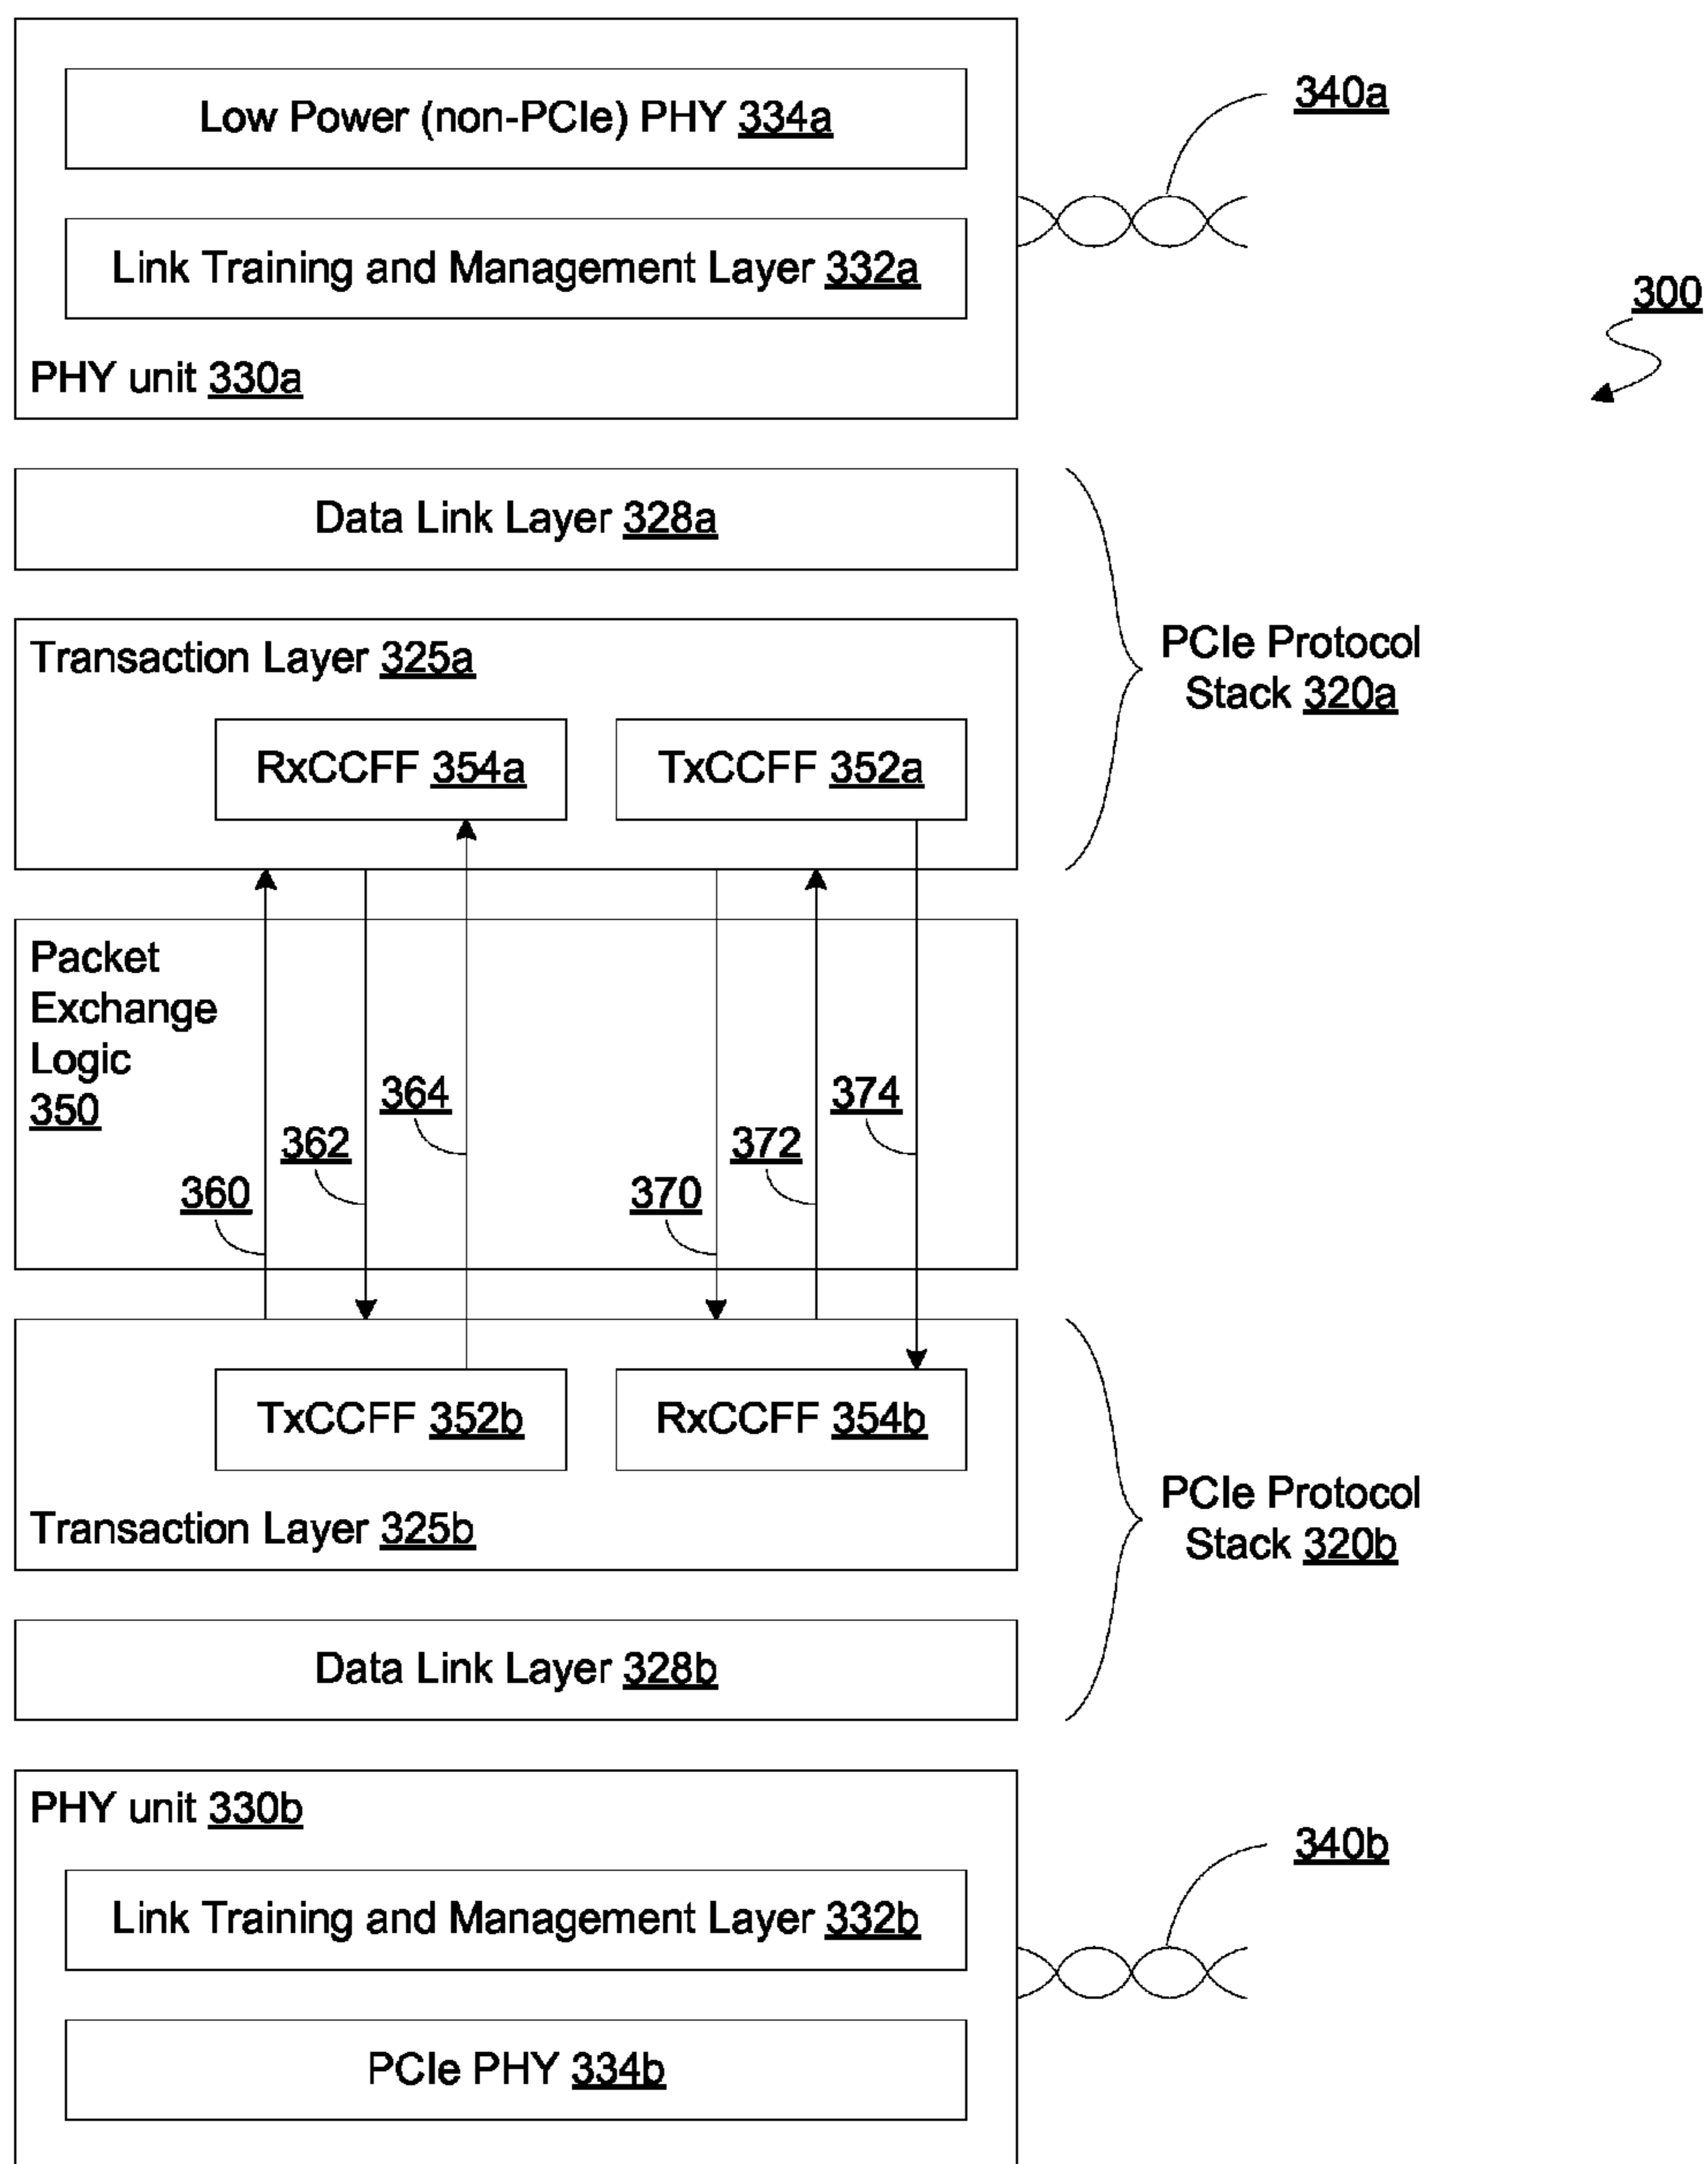 Low Power (non-PCIe) PHY 334a
340a
Link Training and Management Layer 332a
300
PHY unit 330a
Data Link Layer 328a
Transaction Layer 325a
PCIe Protocol
Stack 320a
RxCCFF 354a
TxCCFF 352a
Packet
Exchange
Logic
350
364
374
362
372
360
370
TxCCFF 352b
RxCCFF 354b
PCIe Protocol
Stack 320b
Transaction Layer 325b
Data Link Layer 328b
PHY unit 330b
340b
Link Training and Management Layer 332b
PCIe PHY 334b